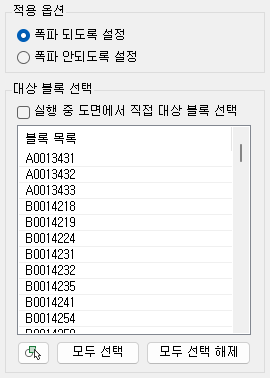 적용 옵션
폭파 되도록 설정
폭파 안되도록 설정
대상 블록 선택
실행 중 도면에서 직접 대상 블록 선택
블록 목록
A0013431
A0013432
A0013433
B0014218
B0014219
B0014224
B0014231
B0014232
B0014235
B0014241
B0014254
모두 선택
모두 선택 해제